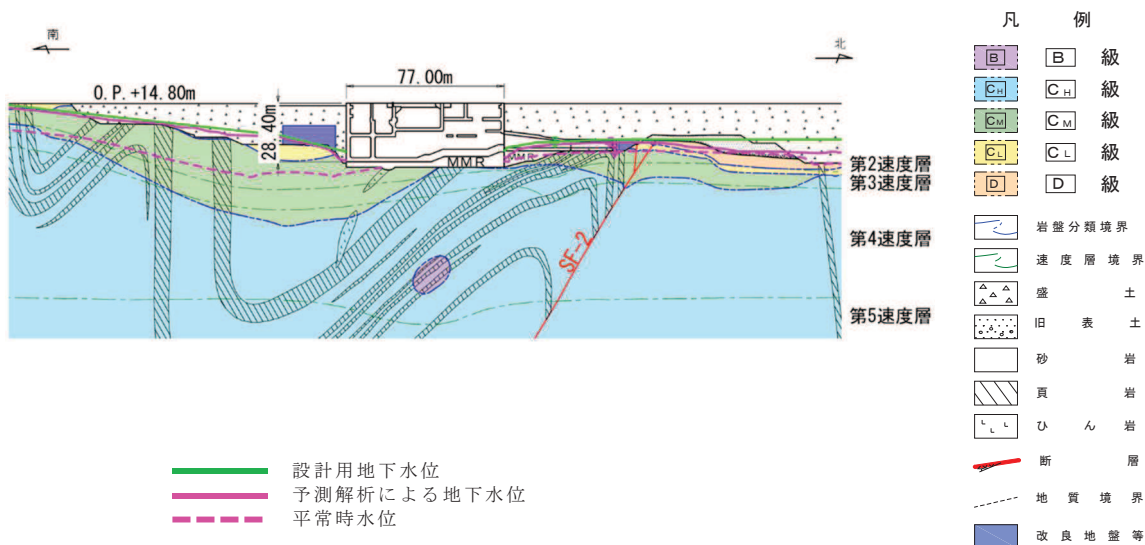 南
北
77.00m
O.P.+14.80m
28.40m
MMR
MMR
SF-2
第2速度層
第3速度層
第4速度層
第5速度層
凡 例
B B 級
CH CH 級
CM CM 級
CL CL 級
D D 級
岩盤分類境界
速度層境界
盛土
旧表土
砂岩
頁岩
ひん岩
断層
地質境界
改良地盤等
設計用地下水位
予測解析による地下水位
平常時水位